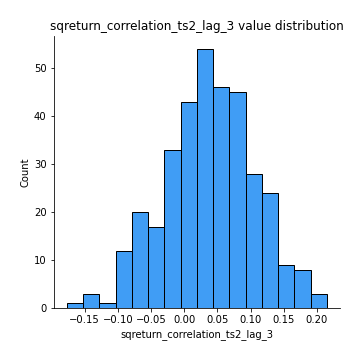 sqreturn_correlation_ts2_lag_3 value distribution
50
40
30
20
10
0
Count
−0.15 −0.10 −0.05 0.00 0.05 0.10 0.15 0.20
sqreturn_correlation_ts2_lag_3